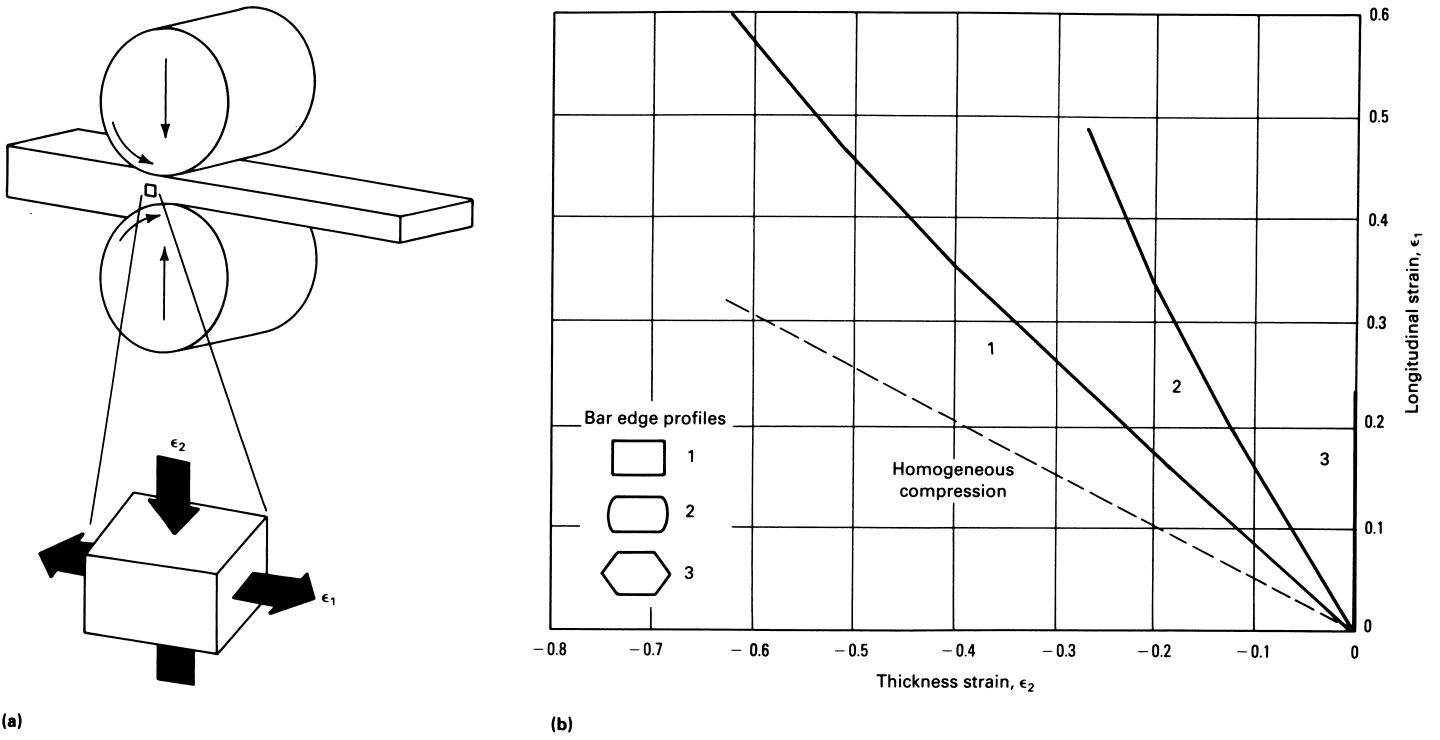 ϵ₂
ϵ₁
(a)
0.6
0.5
0.4
0.3
0.2
0.1
0
Longitudinal strain, ϵ₁
1
2
3
Homogeneous
compression
Bar edge profiles
1
2
3
−0.8 −0.7 −0.6 −0.5 −0.4 −0.3 −0.2 −0.1 0
Thickness strain, ϵ₂
(b)